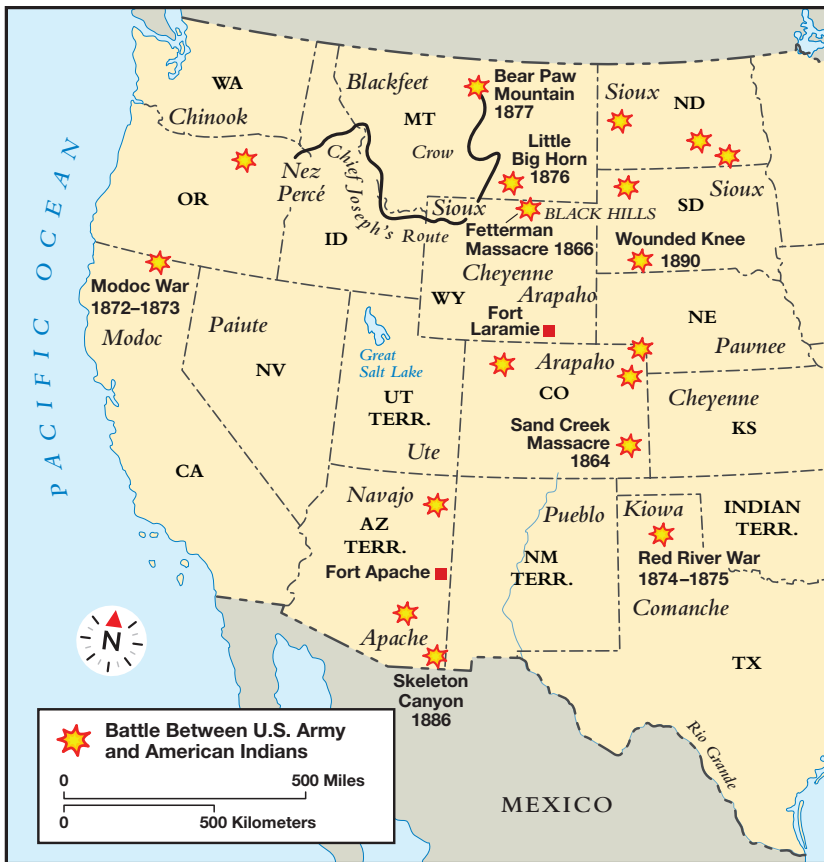 WA
Chinook
Blackfeet
MT
Crow
Bear Paw
Mountain
1877
Sioux
ND
Little
Big Horn
1876
OR
Nez
Percé
Chief Joseph's Route
ID
Sioux
BLACK HILLS
SD
Sioux
Fetterman
Massacre 1866
Wounded Knee
1890
PACIFIC OCEAN
Modoc War
1872–1873
Modoc
Paiute
NV
Cheyenne
WY
Arapaho
Fort
Laramie
NE
Pawnee
Great
Salt Lake
UT
TERR.
Ute
Arapaho
CO
Cheyenne
KS
Sand Creek
Massacre
1864
CA
Navajo
AZ
TERR.
Fort Apache
Apache
Pueblo
NM
TERR.
Kiowa
INDIAN
TERR.
Red River War
1874–1875
Comanche
TX
N
Skeleton
Canyon
1886
Rio Grande
MEXICO
Battle Between U.S. Army
and American Indians
0 500 Miles
0 500 Kilometers